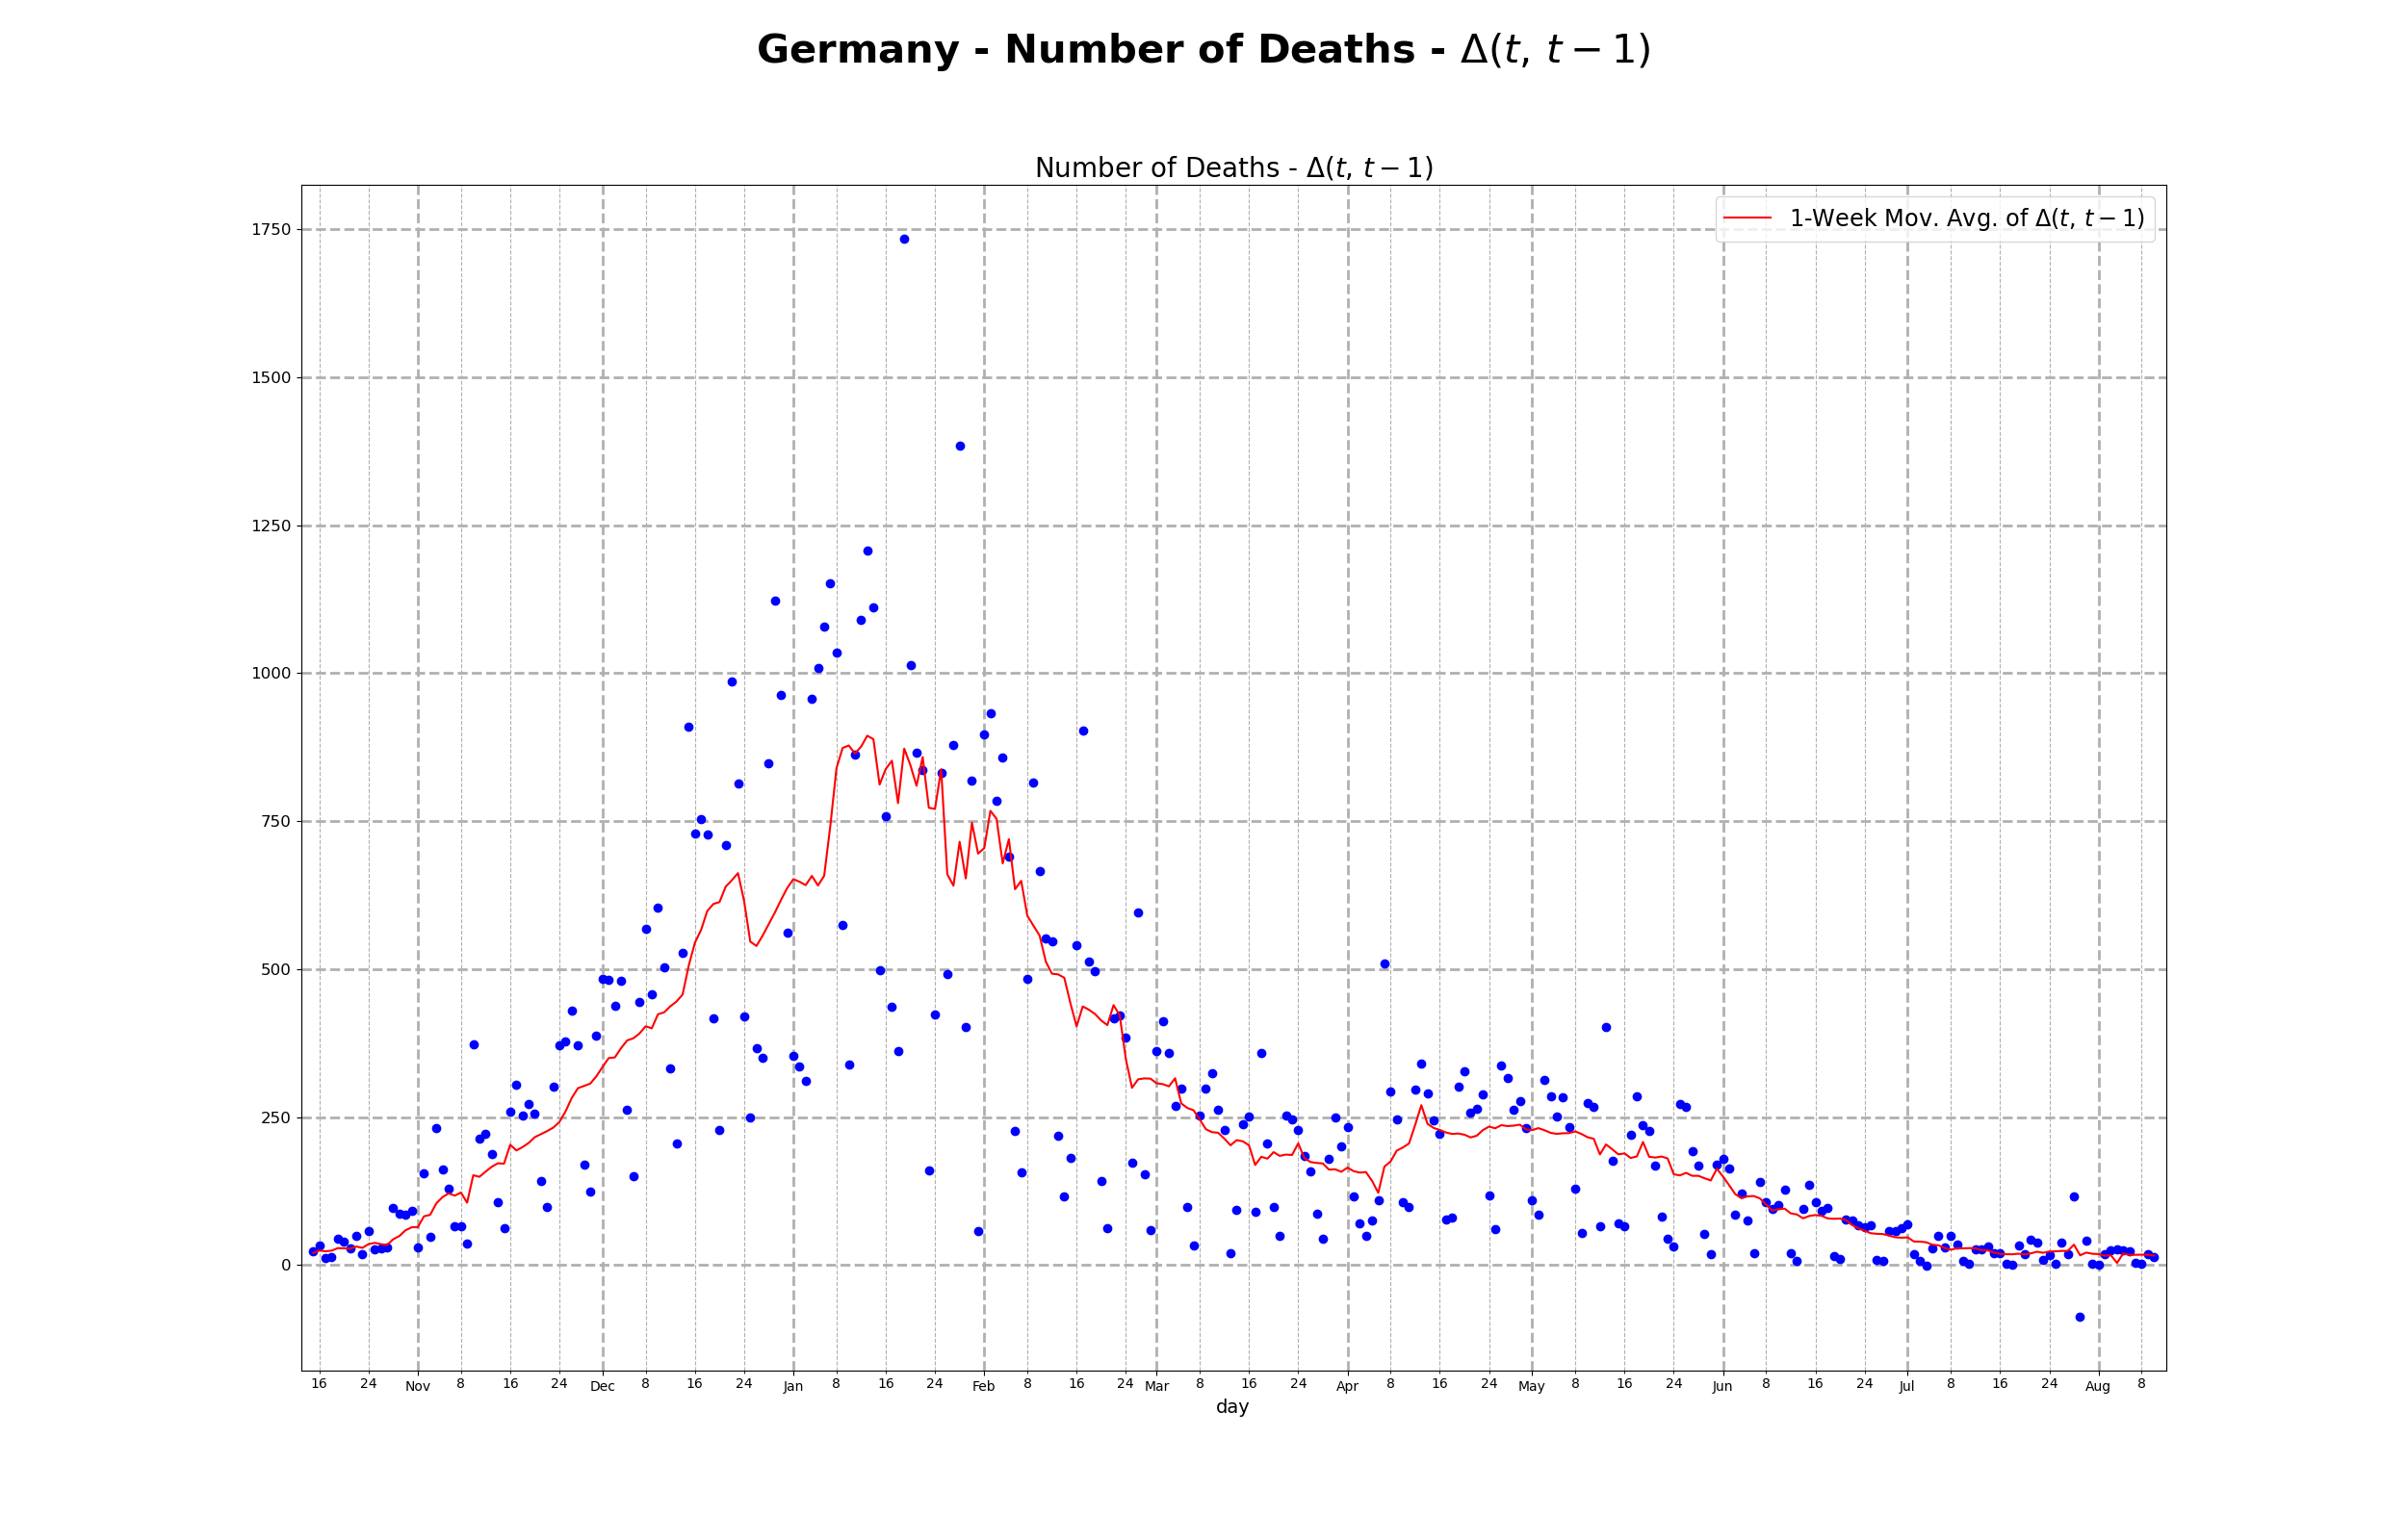 Germany - Number of Deaths - Δ(t, t − 1)
Number of Deaths - Δ(t, t − 1)
1-Week Mov. Avg. of Δ(t, t − 1)
1750
1500
1250
1000
750
500
250
0
16 24 Nov 8 16 24 Dec 8 16 24 Jan 8 16 24 Feb 8 16 24 Mar 8 16 24 Apr 8 16 24 May 8 16 24 Jun 8 16 24 Jul 8 16 24 Aug 8
day